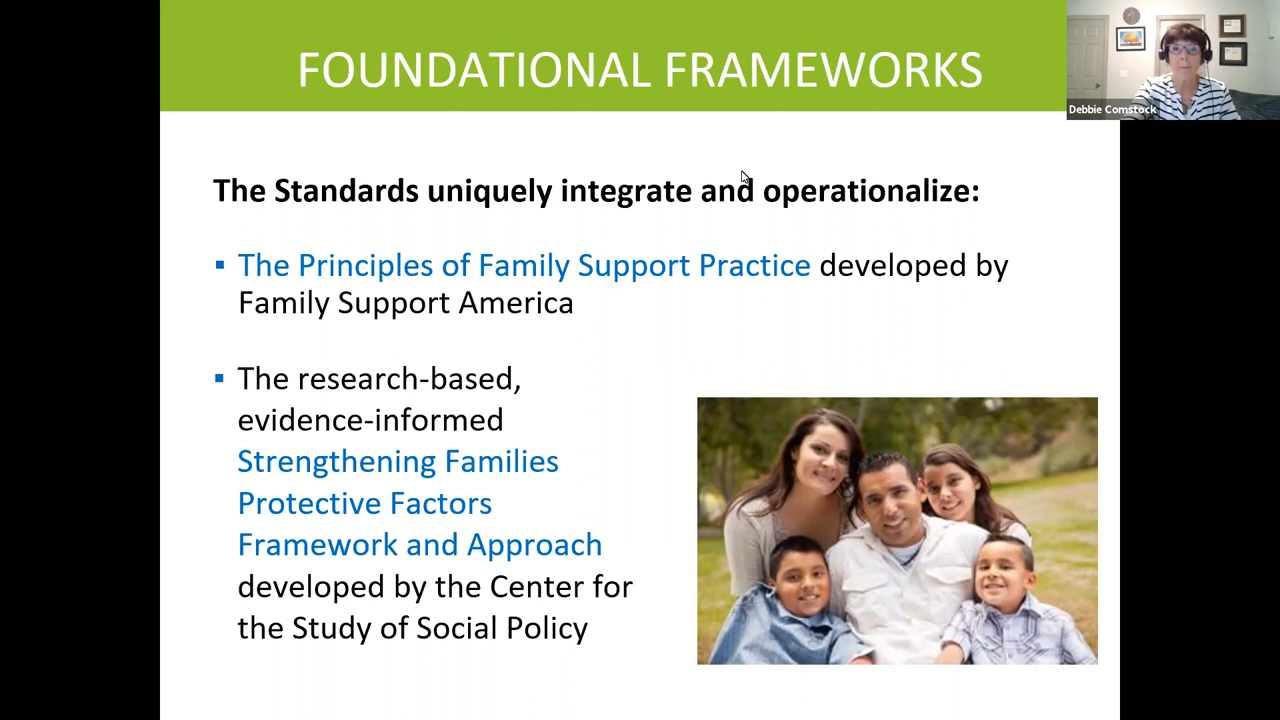 FOUNDATIONAL FRAMEWORKS
Debbie Comstock
The Standards uniquely integrate and operationalize:
▪ The Principles of Family Support Practice developed by
Family Support America
▪ The research-based,
evidence-informed
Strengthening Families
Protective Factors
Framework and Approach
developed by the Center for
the Study of Social Policy